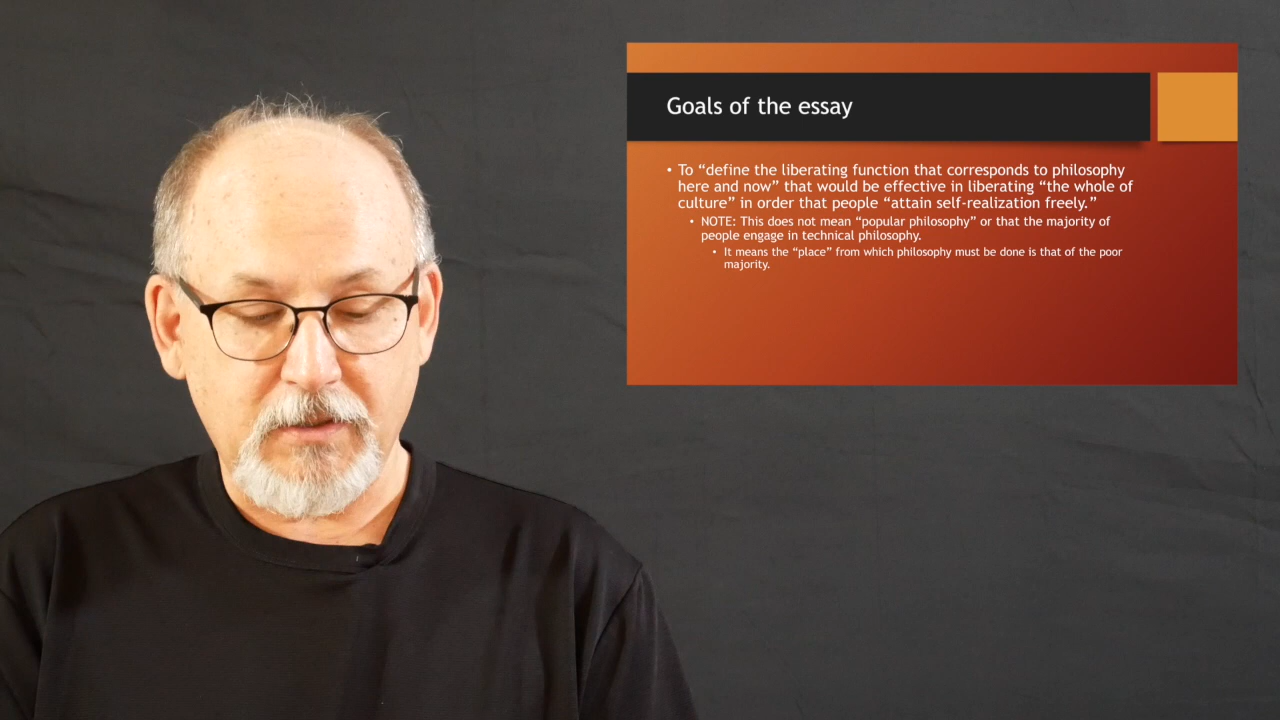 Goals of the essay
• To “define the liberating function that corresponds to philosophy
here and now” that would be effective in liberating “the whole of
culture” in order that people “attain self-realization freely.”
• NOTE: This does not mean “popular philosophy” or that the majority of
people engage in technical philosophy.
• It means the “place” from which philosophy must be done is that of the poor
majority.